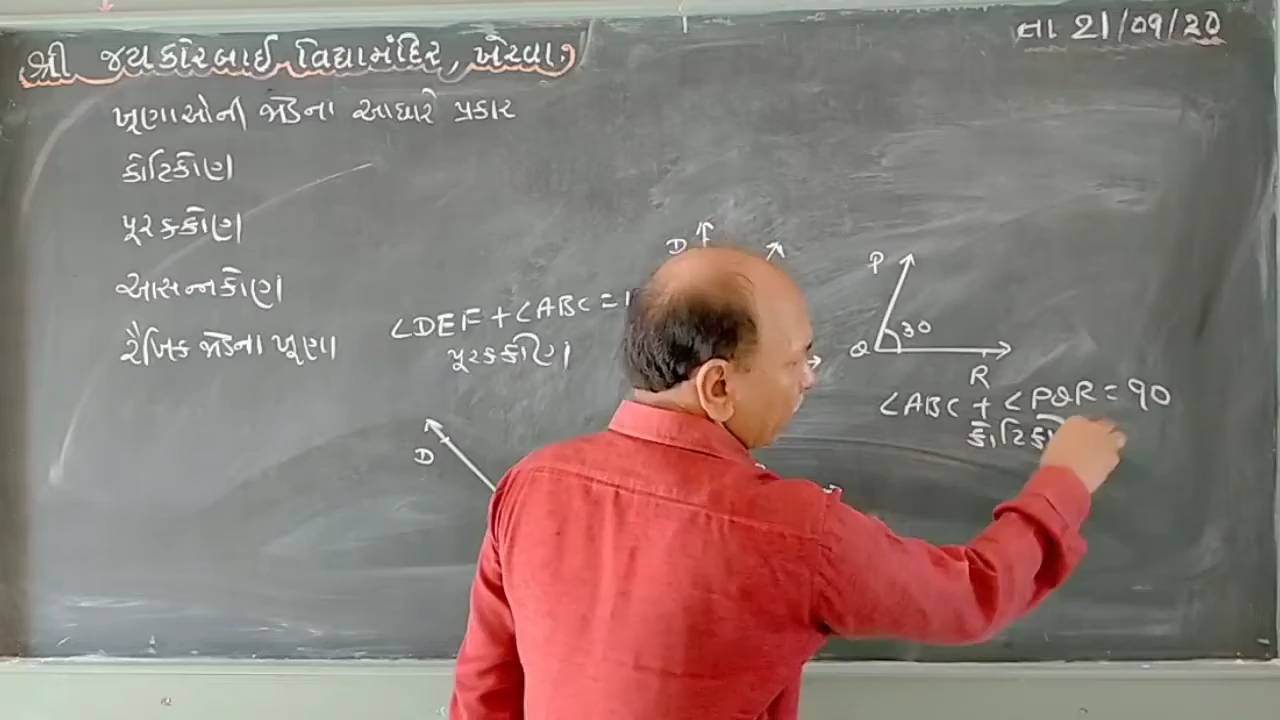 શ્રી જયકોરબાઈ વિદ્યામંદિર, ખેરવા.
તા 21/09/20
ખૂણાઓની જોડના આધારે પ્રકાર
કોટિકોણ
પૂરકકોણ
આસન્નકોણ
રૈખિક જોડના ખૂણા
D
P
30
Q
R
∠DEF + ∠ABC =
પૂરકકોણ
∠ABC + ∠PQR = 90
D